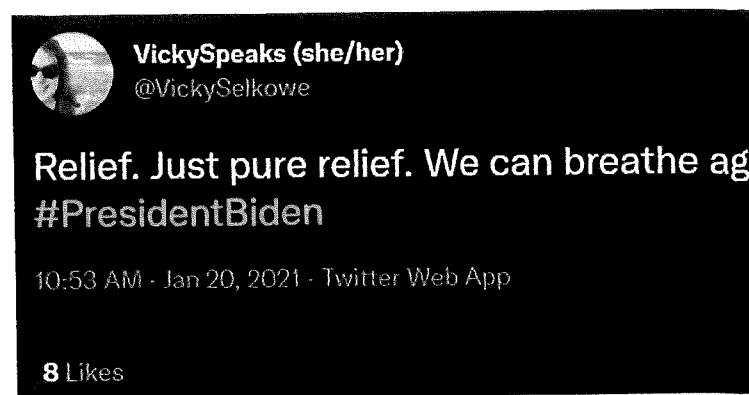 VickySpeaks (she/her)
@VickySelkowe
Relief. Just pure relief. We can breathe ag
#PresidentBiden
10:53 AM · Jan 20, 2021 · Twitter Web App
8 Likes